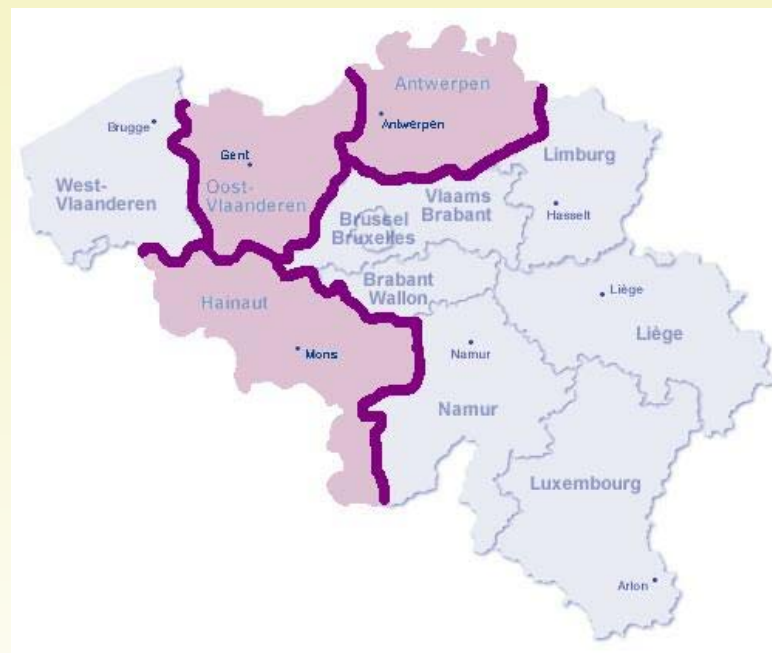 Antwerpen
Antwerpen
Brugge
Gent
Limburg
West-
Vlaanderen
Oost-
Vlaanderen
Vlaams
Brabant
Hasselt
Brussel
Bruxelles
Brabant
Wallon
Hainaut
Liège
Liège
Mons
Namur
Namur
Luxembourg
Arlon